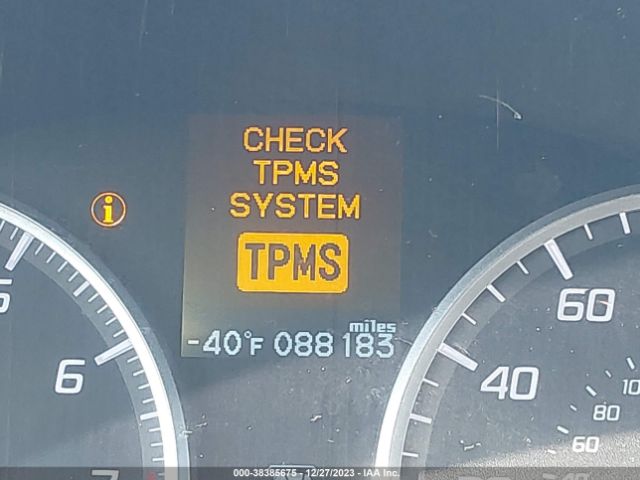 CHECK
TPMS
SYSTEM
TPMS
miles
-40°F 088183
5
6
7
60
40
80
60
000-38385675 - 12/27/2023 - IAA Inc.